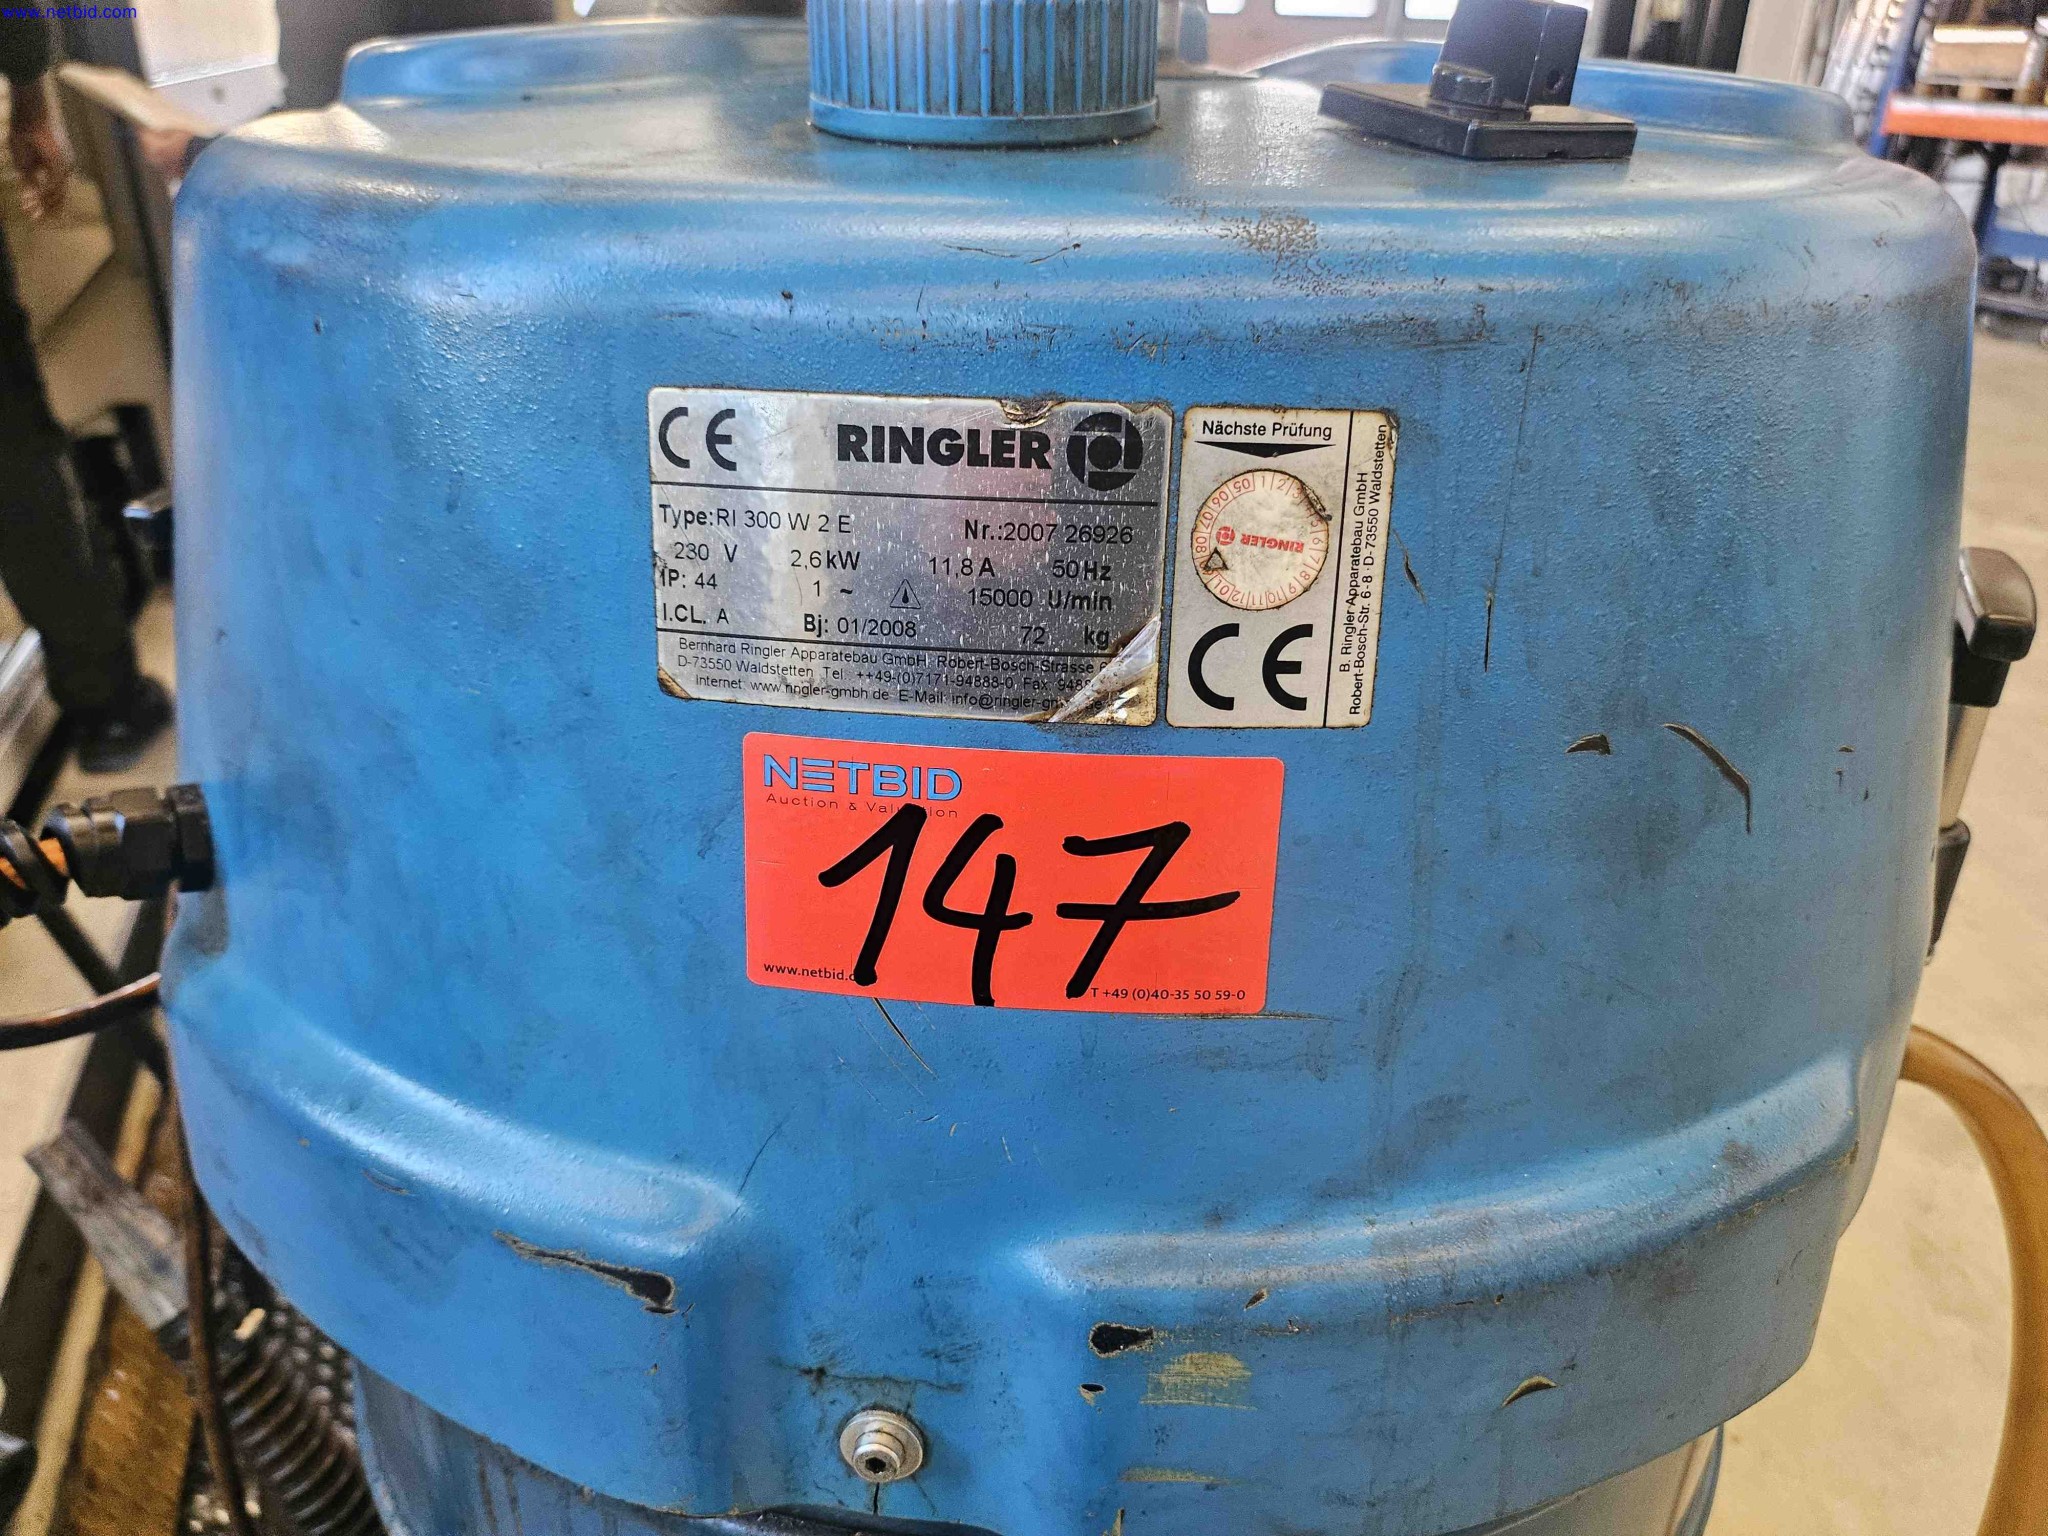 www.netbid.com
CE RINGLER
Type: RI 300 W 2 E Nr.: 2007 26926
230 V 2,6 kW 11,8 A 50 Hz
IP: 44 1 ~ 15000 U/min
I.CL. A Bj: 01/2008 72 kg
Bernhard Ringler Apparatebau GmbH Robert-Bosch-Strasse
D-73550 Waldstetten Tel. ++49-(0)7171-94888-0, Fax.
Internet: www.ringler-gmbh.de E-Mail:
Nächste Prüfung
RINGLER
CE
B. Ringler Apparatebau GmbH
Robert-Bosch-Str. 6-8 · D-73550 Waldstetten
NETBID
Auction & Valuation
147
T +49 (0)40-35 50 59-0